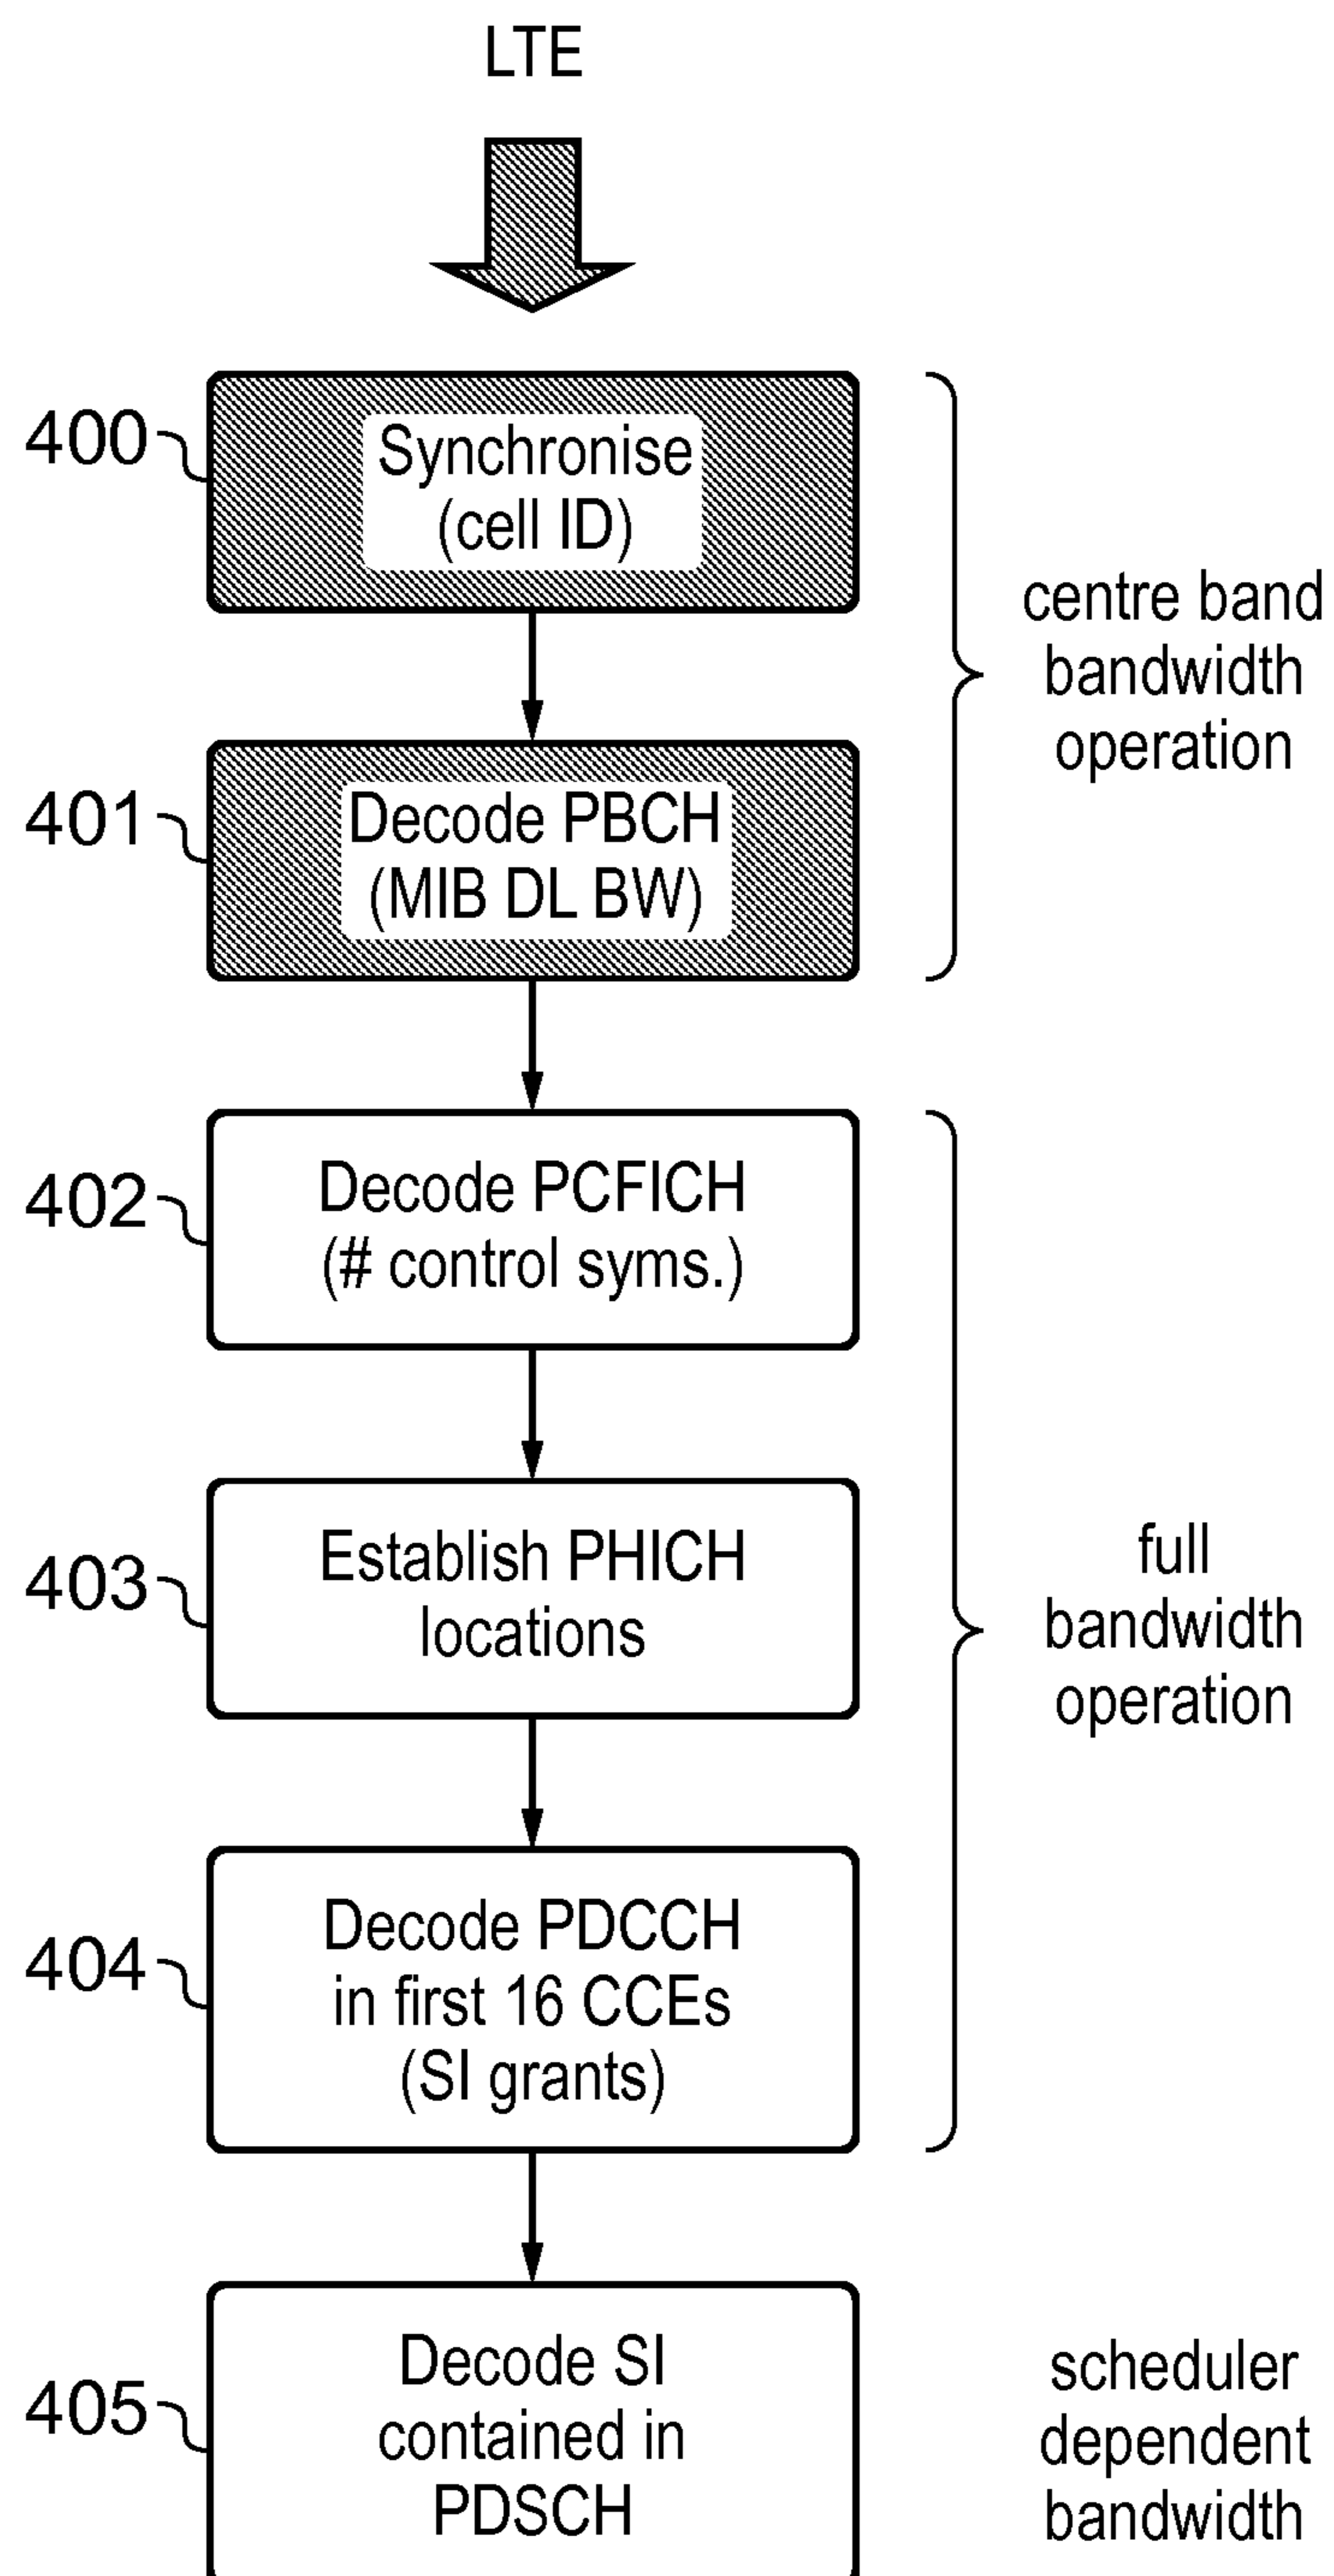 LTE
400
Synchronise
(cell ID)
centre band
bandwidth
operation
401
Decode PBCH
(MIB DL BW)
402
Decode PCFICH
(# control syms.)
403
Establish PHICH
locations
full
bandwidth
operation
404
Decode PDCCH
in first 16 CCEs
(SI grants)
405
Decode SI
contained in
PDSCH
scheduler
dependent
bandwidth